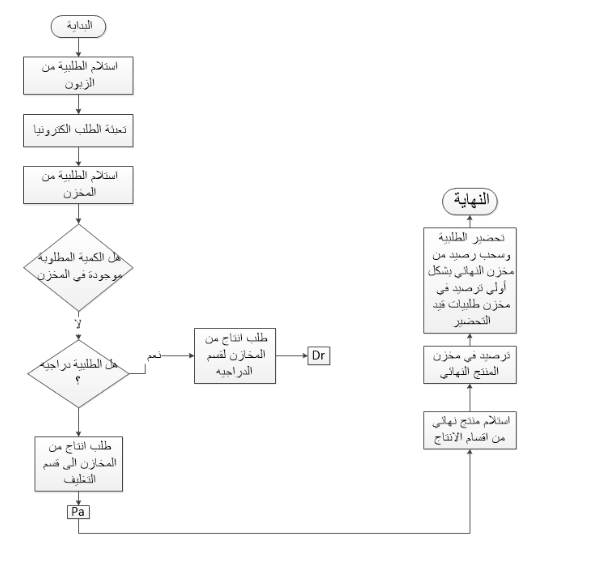 البداية
استلام الطلبية من
الزبون
تعبئة الطلب الكترونيا
استلام الطلبية من
المخزن
هل الكمية المطلوبة
موجودة في المخزن
لا
هل الطلبية دراجيه
؟
نعم
طلب انتاج من
المخازن لقسم
الدراجيه
Dr
طلب انتاج من
المخازن الى قسم
التغليف
Pa
استلام منتج نهائي
من اقسام الانتاج
ترصيد في مخزن
المنتج النهائي
تحضير الطلبية
وسحب رصيد من
مخزن النهائي بشكل
أولي ترصيد في
مخزن طلبيات قيد
التحضير
النهاية